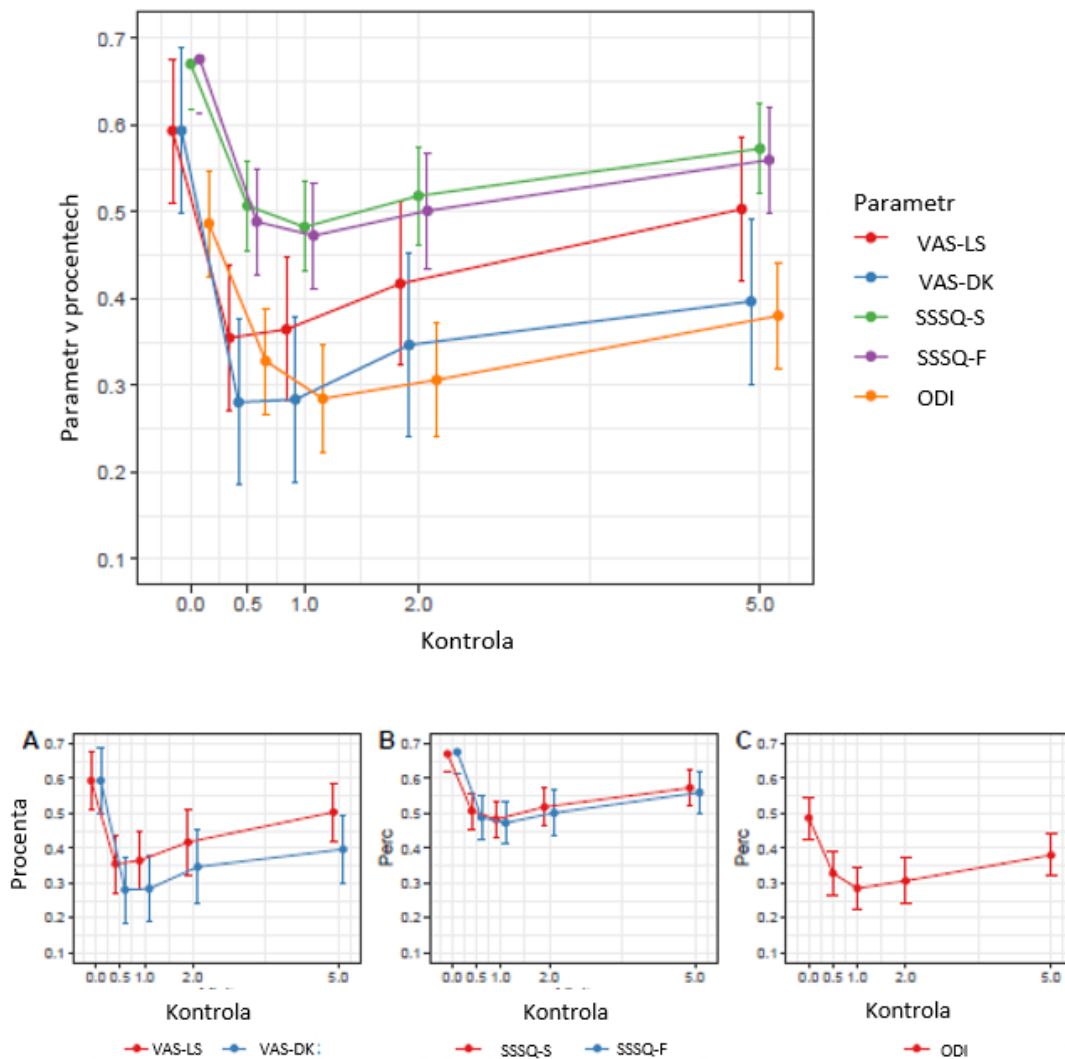 Parametr v procentech
0.7
0.6
0.5
0.4
0.3
0.2
0.1
0.0 0.5 1.0 2.0 5.0
Kontrola
Parametr
VAS-LS
VAS-DK
SSSQ-S
SSSQ-F
ODI
A
Procenta
0.7
0.6
0.5
0.4
0.3
0.2
0.1
0.0 0.5 1.0 2.0 5.0
Kontrola
VAS-LS VAS-DK
B
Perc
0.7
0.6
0.5
0.4
0.3
0.2
0.1
0.0 0.5 1.0 2.0 5.0
Kontrola
SSSQ-S SSSQ-F
C
Perc
0.7
0.6
0.5
0.4
0.3
0.2
0.1
0.0 0.5 1.0 2.0 5.0
Kontrola
ODI